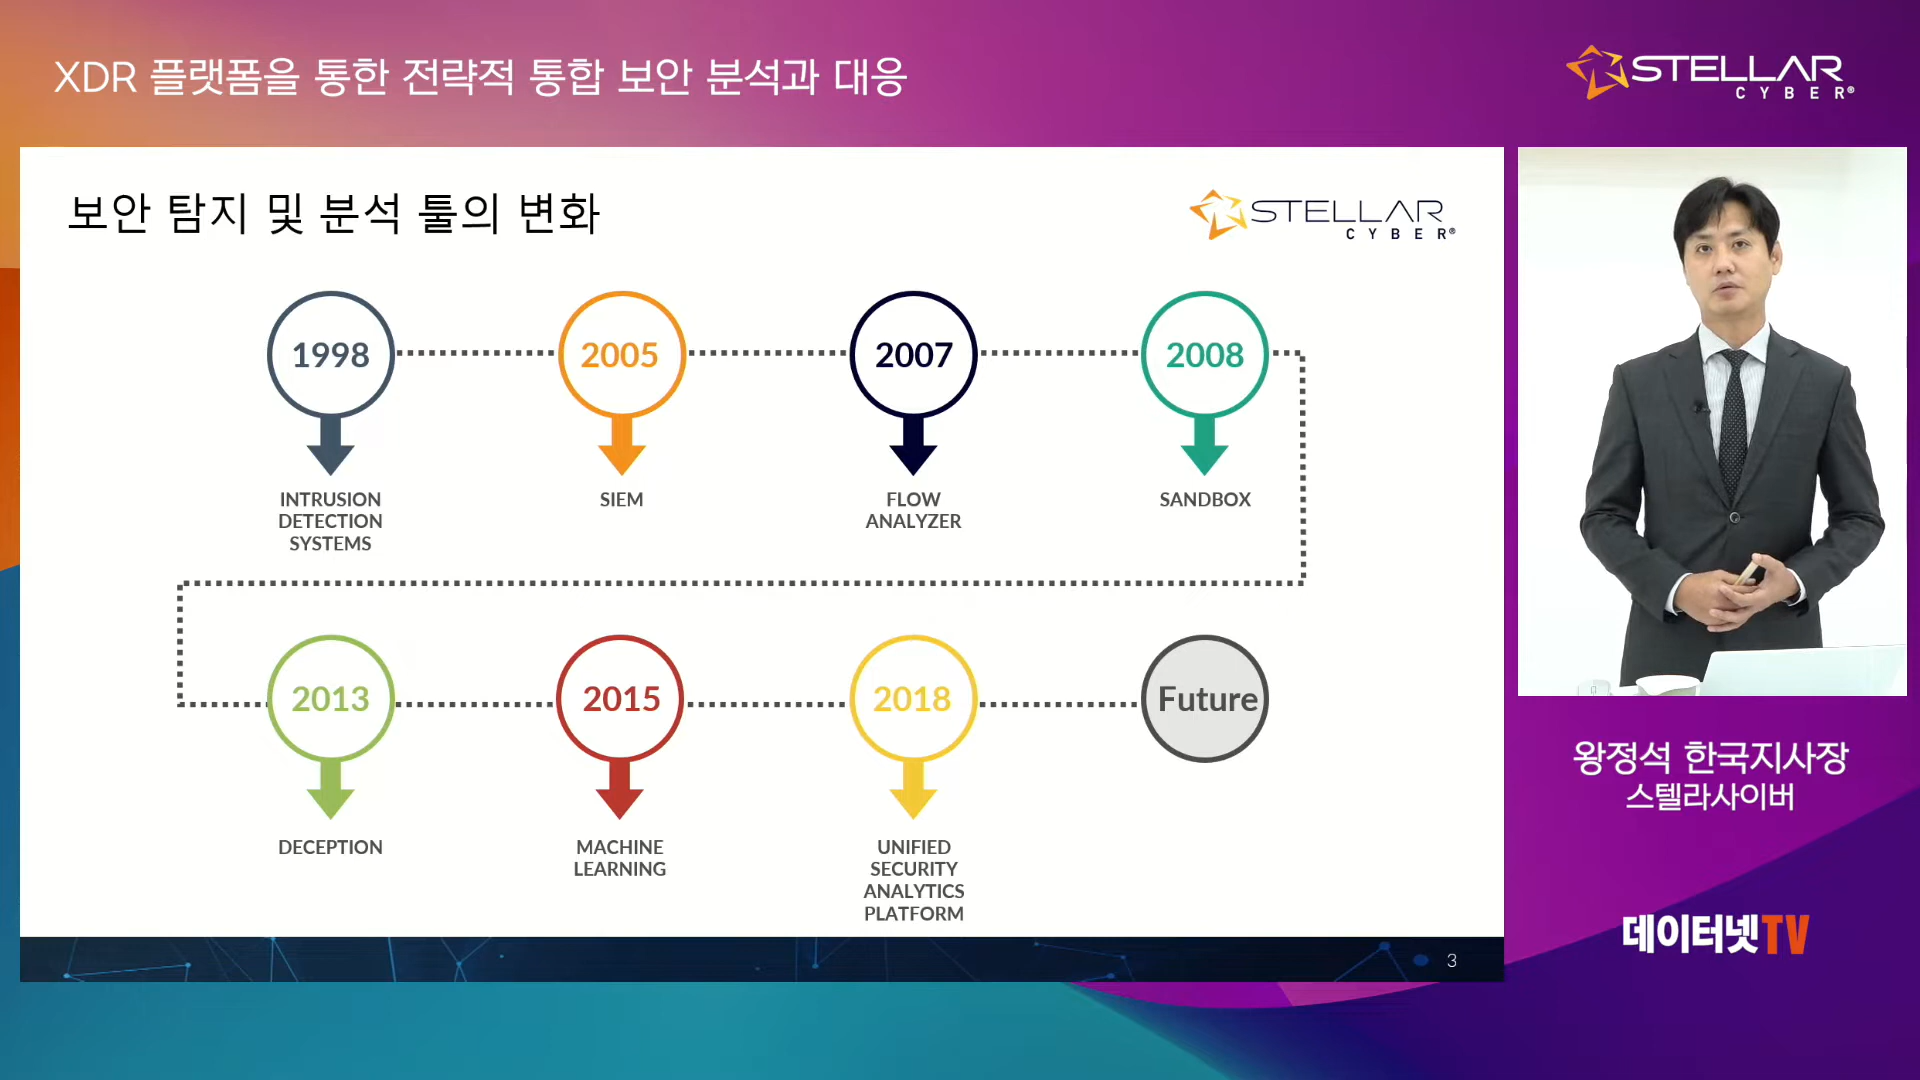 XDR 플랫폼을 통한 전략적 통합 보안 분석과 대응
STELLAR
CYBER®
보안 탐지 및 분석 툴의 변화
STELLAR
CYBER®
1998
2005
2007
2008
INTRUSION
DETECTION
SYSTEMS
SIEM
FLOW
ANALYZER
SANDBOX
2013
2015
2018
Future
DECEPTION
MACHINE
LEARNING
UNIFIED
SECURITY
ANALYTICS
PLATFORM
3
왕정석 한국지사장
스텔라사이버
데이터넷TV